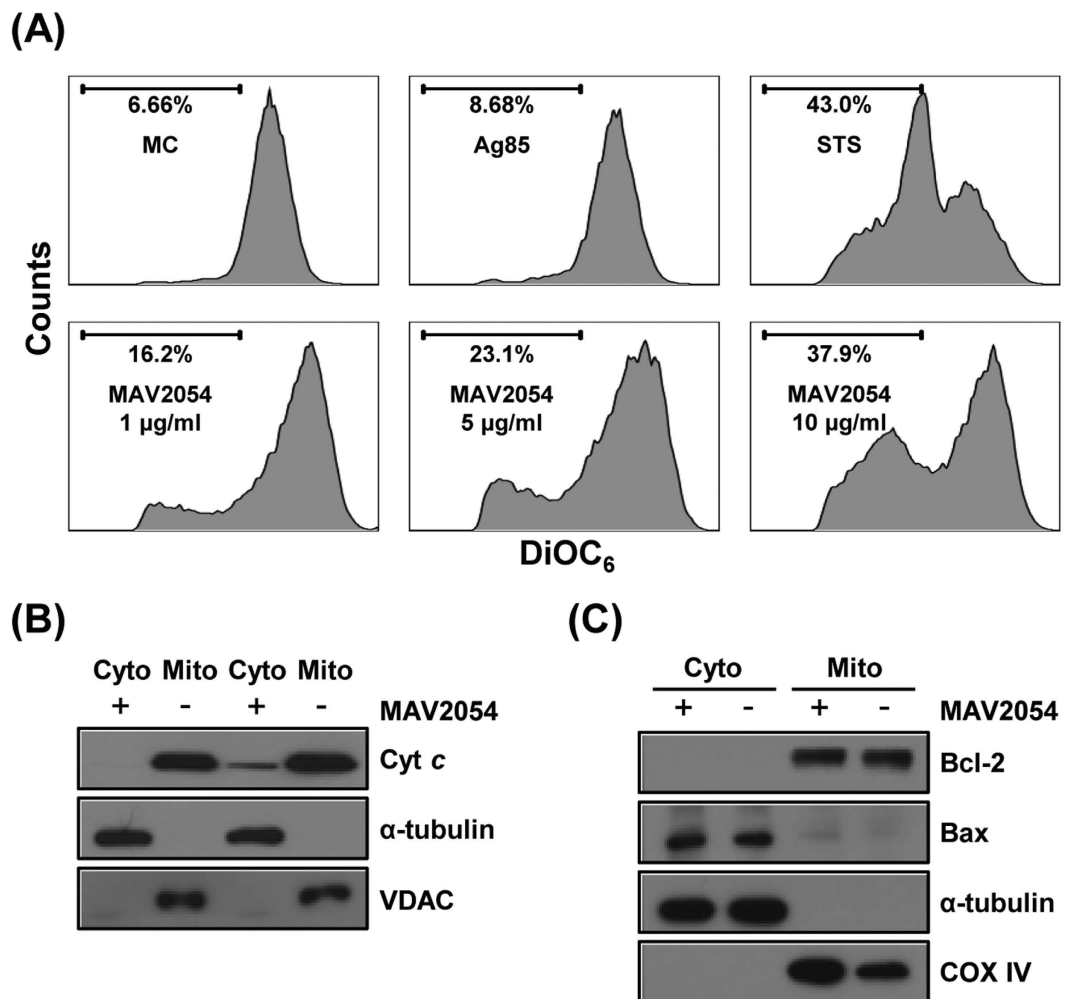 (A)
6.66%
MC
8.68%
Ag85
43.0%
STS
Counts
16.2%
MAV2054
1 µg/ml
23.1%
MAV2054
5 µg/ml
37.9%
MAV2054
10 µg/ml
DiOC₆
(B)
Cyto Mito Cyto Mito
+ - + - MAV2054
Cyt c
α-tubulin
VDAC
(C)
Cyto Mito
+ - + - MAV2054
Bcl-2
Bax
α-tubulin
COX IV